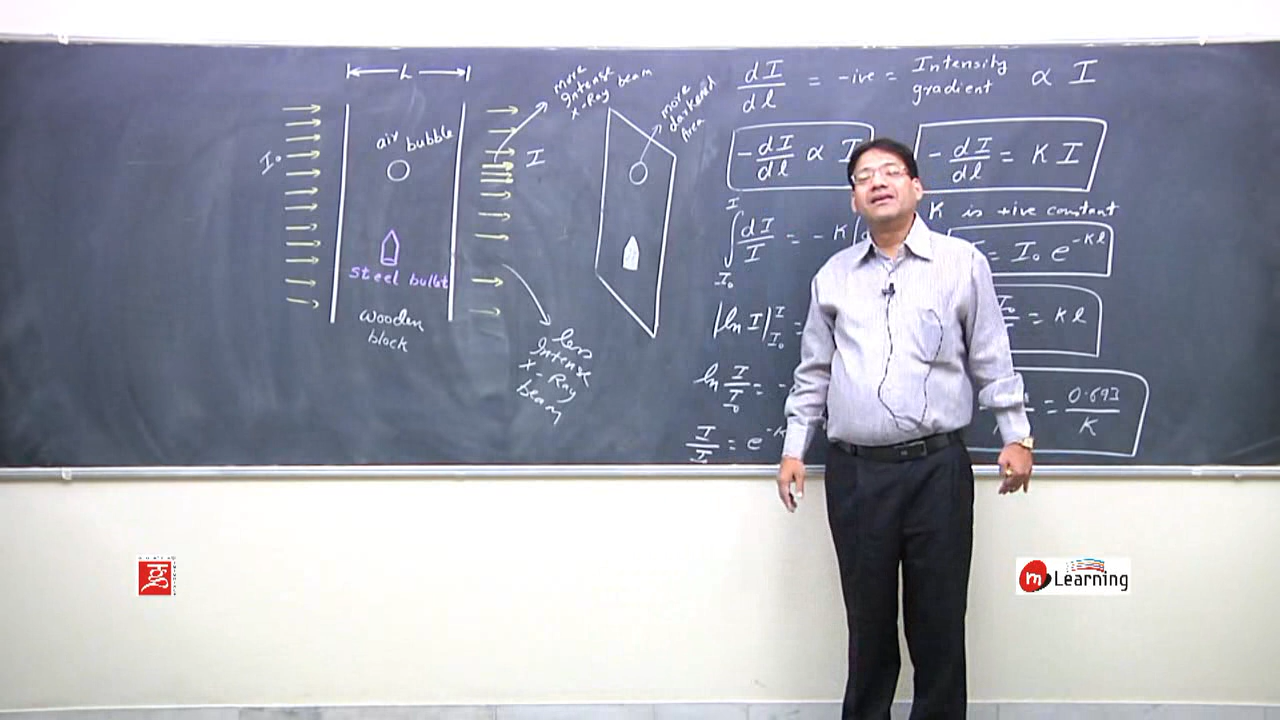 L
I₀
air bubble
steel bullet
wooden
block
more
Intense
x-Ray beam
I
less
Intense
x-Ray
beam
more
darkened
Area
dI/dl = -ive = Intensity gradient ∝ I
-dI/dl ∝ I
-dI/dl = K I
K is +ive constant
∫ dI/I = -K
I
I₀
= I₀ e^-Kl
|ln I|
I
I₀
=
= Kl
ln I/I₀ = -
I/I = e^-K
= 0.693/K
m Learning